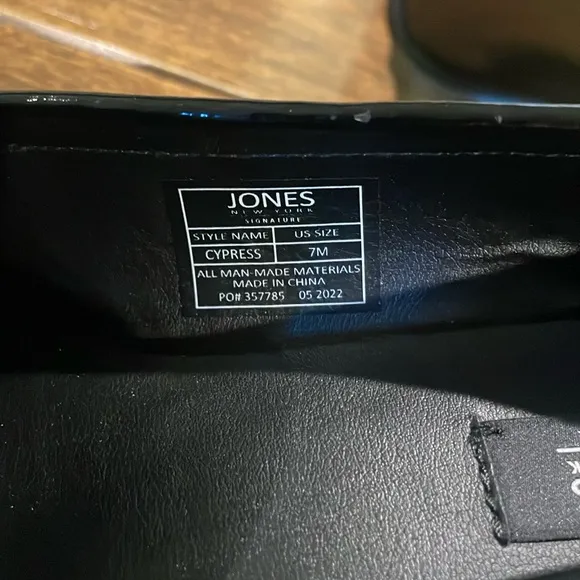 JONES
NEW YORK
SIGNATURE
STYLE NAME US SIZE
CYPRESS 7M
ALL MAN-MADE MATERIALS
MADE IN CHINA
PO# 357785 05 2022